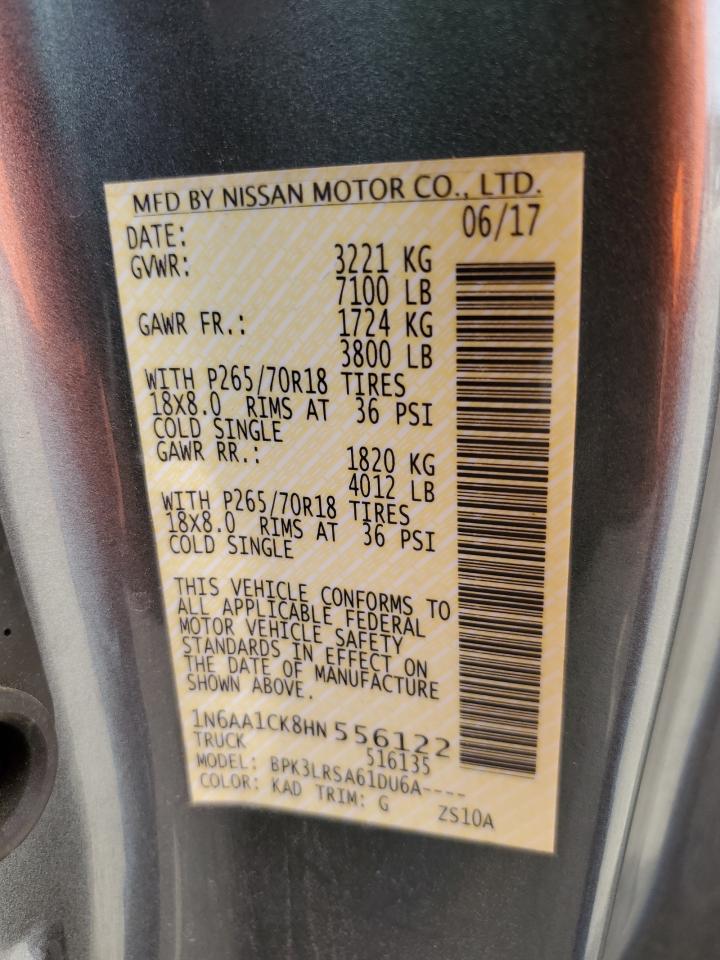 MFD BY NISSAN MOTOR CO., LTD.
DATE: 06/17
GVWR: 3221 KG
7100 LB
GAWR FR.: 1724 KG
3800 LB
WITH P265/70R18 TIRES
18X8.0 RIMS AT 36 PSI
COLD SINGLE
GAWR RR.: 1820 KG
4012 LB
WITH P265/70R18 TIRES
18X8.0 RIMS AT 36 PSI
COLD SINGLE
THIS VEHICLE CONFORMS TO
ALL APPLICABLE FEDERAL
MOTOR VEHICLE SAFETY
STANDARDS IN EFFECT ON
THE DATE OF MANUFACTURE
SHOWN ABOVE.
1N6AA1CK8HN 556122
TRUCK 516135
MODEL: BPK3LRSA61DU6A----
COLOR: KAD TRIM: G ZS10A